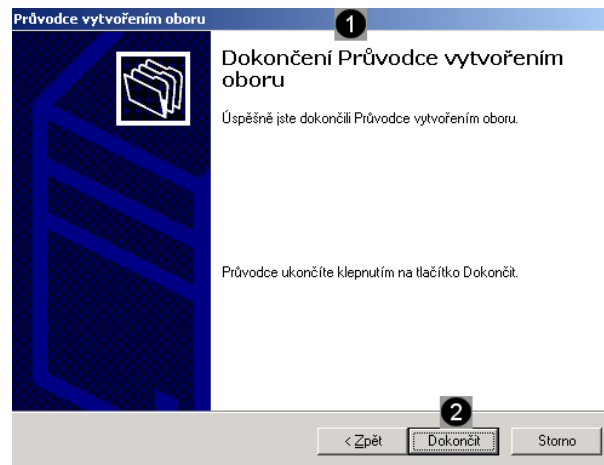 Průvodce vytvořením oboru
1
Dokončení Průvodce vytvořením
oboru
Úspěšně jste dokončili Průvodce vytvořením oboru.
Průvodce ukončíte klepnutím na tlačítko Dokončit.
2
< Zpět
Dokončit
Storno